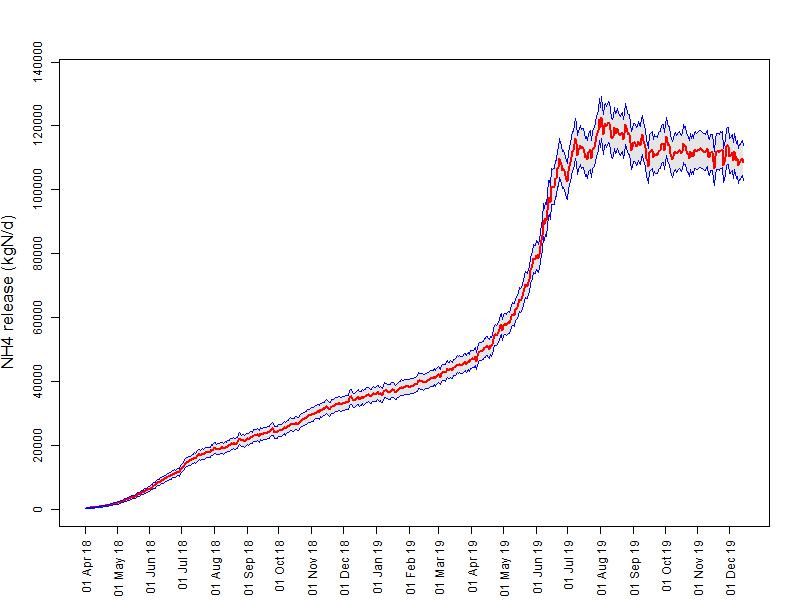 NH4 release (kgN/d)
140000
120000
100000
80000
60000
40000
20000
0
01 Apr 18
01 May 18
01 Jun 18
01 Jul 18
01 Aug 18
01 Sep 18
01 Oct 18
01 Nov 18
01 Dec 18
01 Jan 19
01 Feb 19
01 Mar 19
01 Apr 19
01 May 19
01 Jun 19
01 Jul 19
01 Aug 19
01 Sep 19
01 Oct 19
01 Nov 19
01 Dec 19